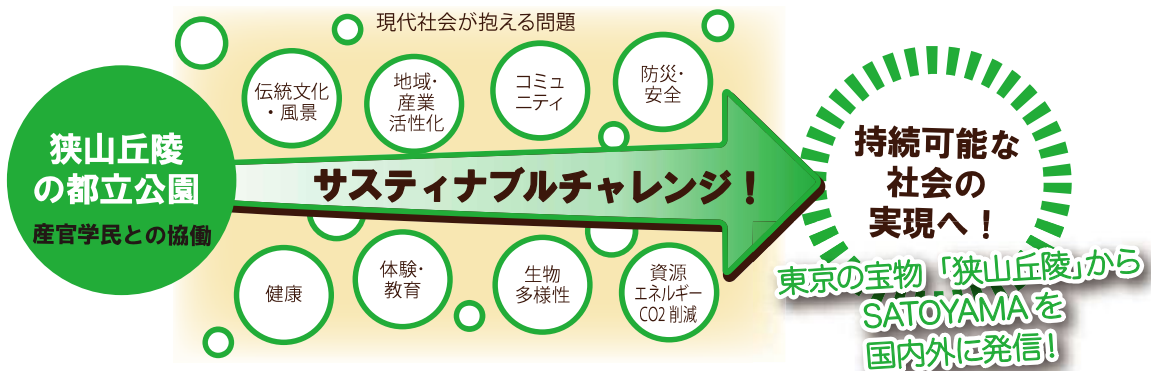 現代社会が抱える問題
狭山丘陵
の都立公園
産官学民との協働
伝統文化
・風景
地域・
産業
活性化
コミュ
ニティ
防災・
安全
サスティナブルチャレンジ！
健康
体験・
教育
生物
多様性
資源
エネルギー
CO2 削減
持続可能な
社会の
実現へ！
東京の宝物「狭山丘陵」から
SATOYAMA を
国内外に発信！